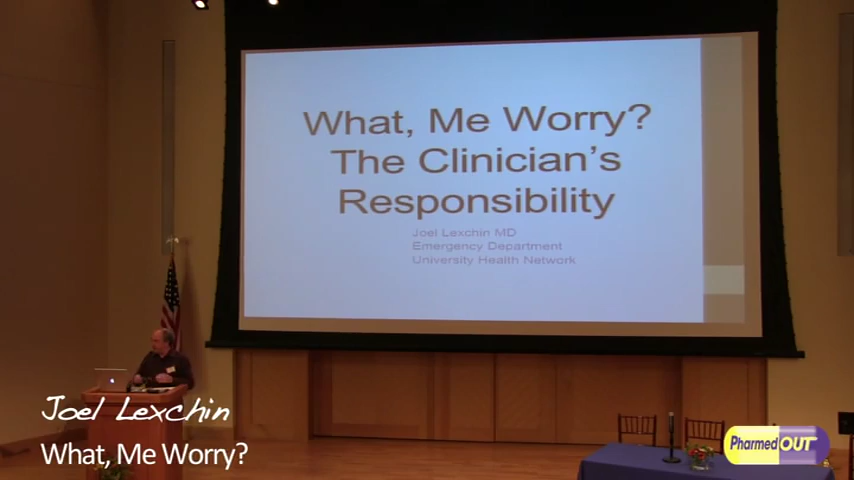 What, Me Worry?
The Clinician's
Responsibility
Joel Lexchin MD
Emergency Department
University Health Network
Joel Lexchin
What, Me Worry?
PharmedOUT